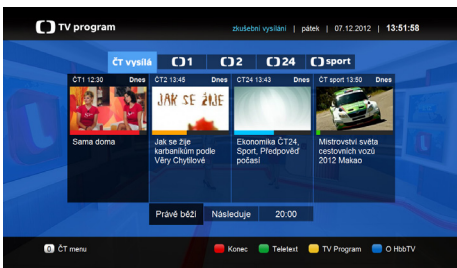 TV program
zkušební vysílání | pátek | 07.12.2012 | 13:51:58
ČT vysílá 1 2 24 sport
ČT1 12:30 Dnes
Sama doma
ČT2 13:45 Dnes
JAK SE ŽIJE
Jak se žije
karbaníkům podle
Věry Chytilové
CT24 13:43 Dnes
Ekonomika ČT24,
Sport, Předpověď
počasí
ČT sport 13:50 Dnes
Mistrovství světa
cestovních vozů
2012 Makao
Právě běží Následuje 20:00
0 ČT menu Konec Teletext TV Program O HbbTV